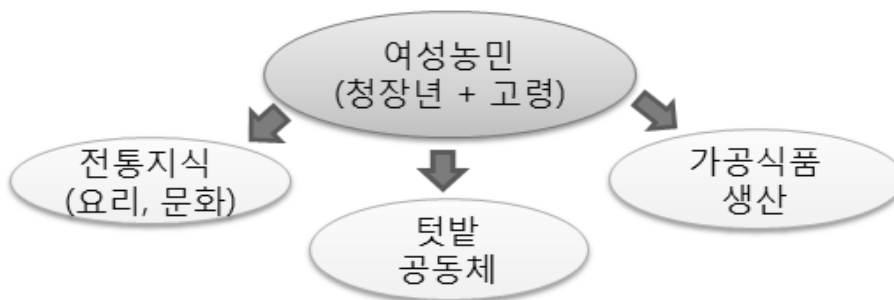 여성농민
(청장년 + 고령)
전통지식
(요리, 문화)
텃밭
공동체
가공식품
생산